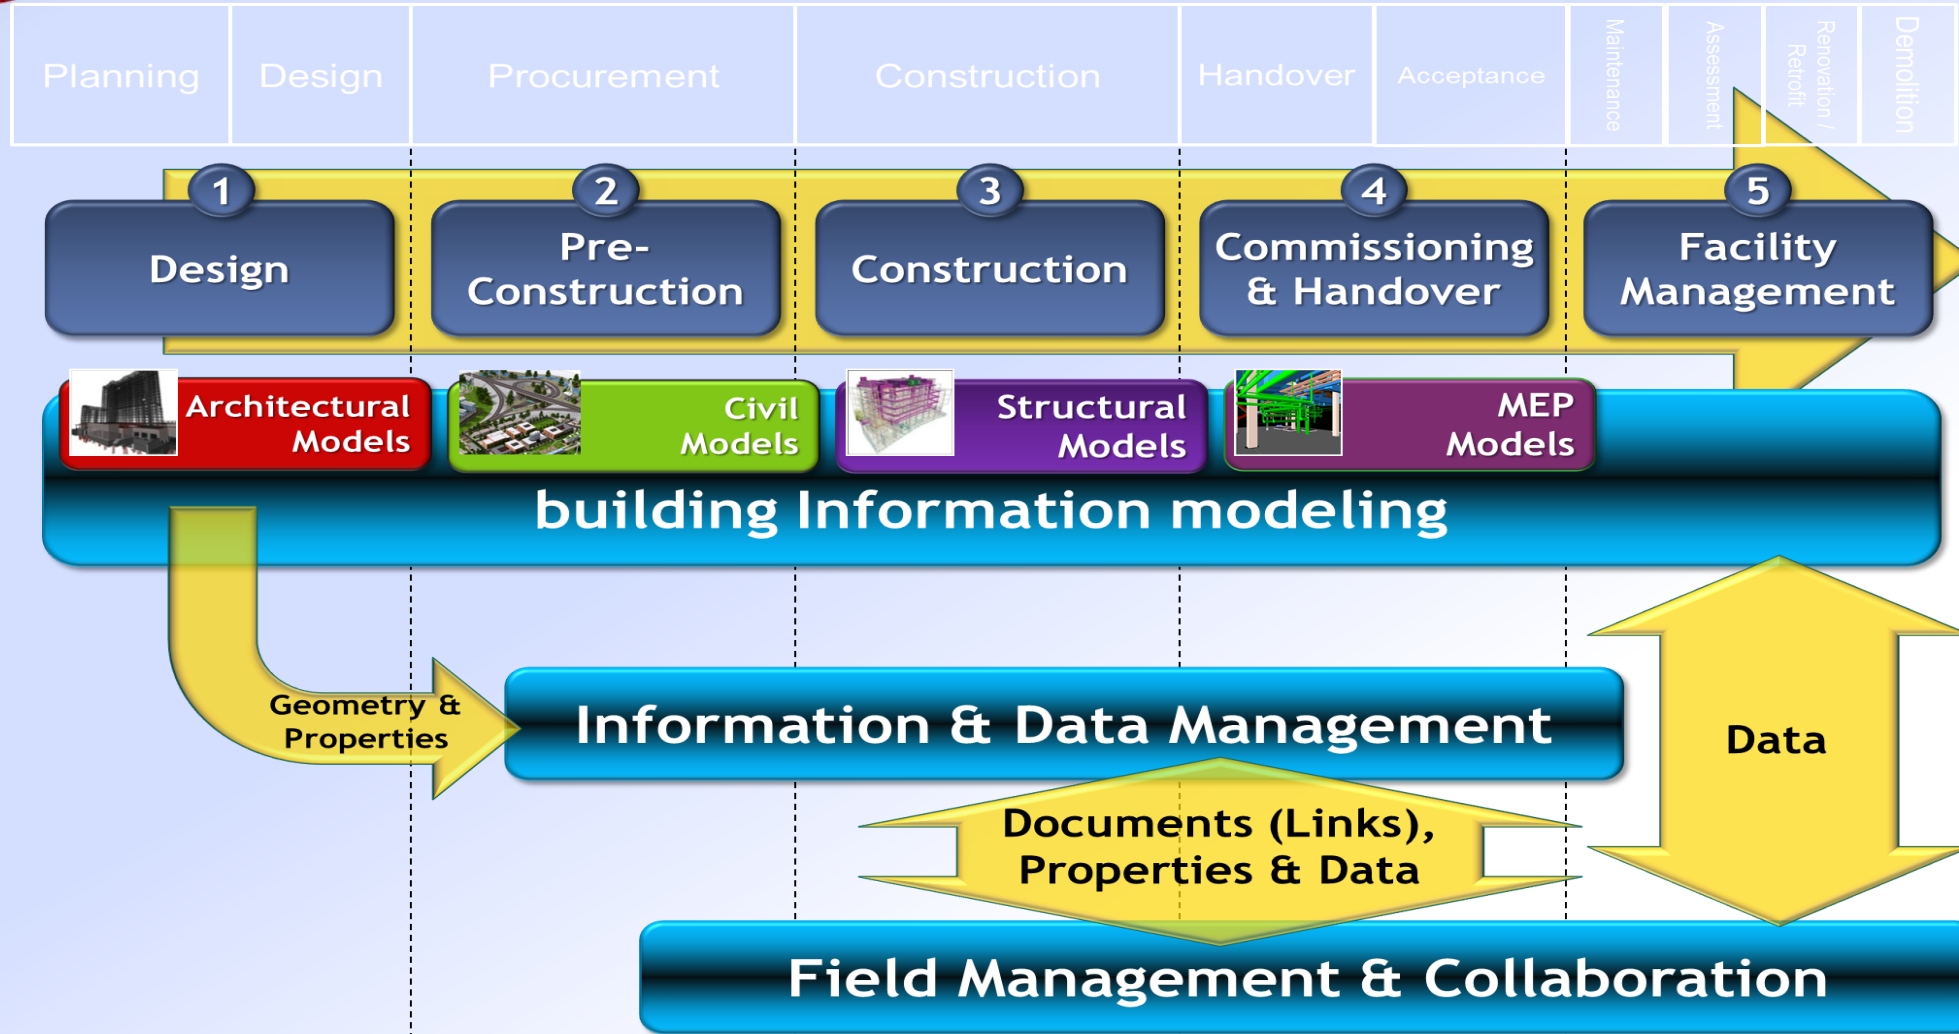 Planning
Design
Procurement
Construction
Handover
Acceptance
Maintenance
Assessment
Renovation /
Retrofit
Demolition
1
2
3
4
5
Design
Pre-
Construction
Construction
Commissioning
& Handover
Facility
Management
Architectural
Models
Civil
Models
Structural
Models
MEP
Models
building Information modeling
Geometry &
Properties
Information & Data Management
Data
Documents (Links),
Properties & Data
Field Management & Collaboration